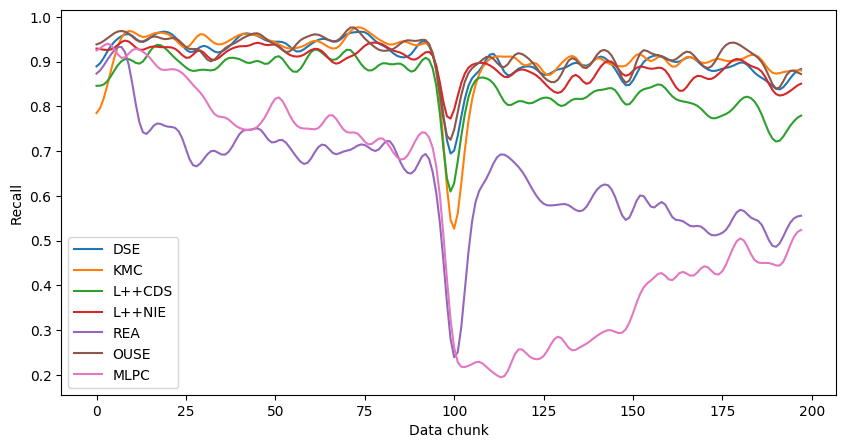 1.0
0.9
0.8
0.7
0.6
0.5
0.4
0.3
0.2
Recall
DSE
KMC
L++CDS
L++NIE
REA
OUSE
MLPC
0 25 50 75 100 125 150 175 200
Data chunk